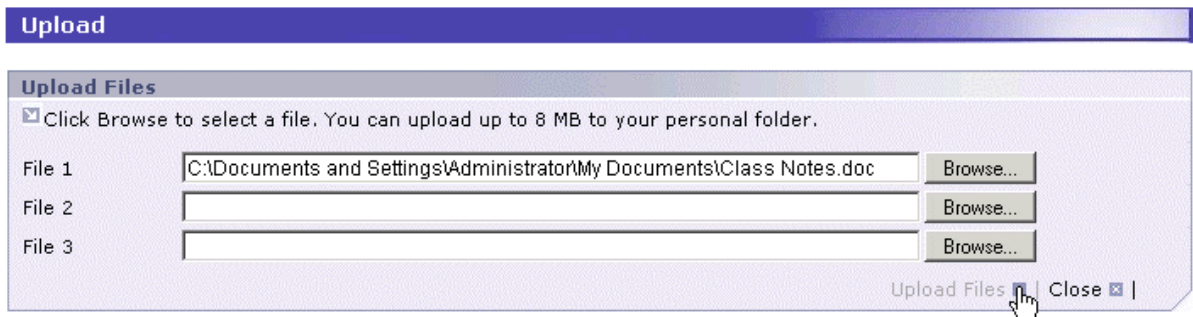 Upload
Upload Files
Click Browse to select a file. You can upload up to 8 MB to your personal folder.
File 1 C:\Documents and Settings\Administrator\My Documents\Class Notes.doc Browse...
File 2 Browse...
File 3 Browse...
Upload Files | Close |